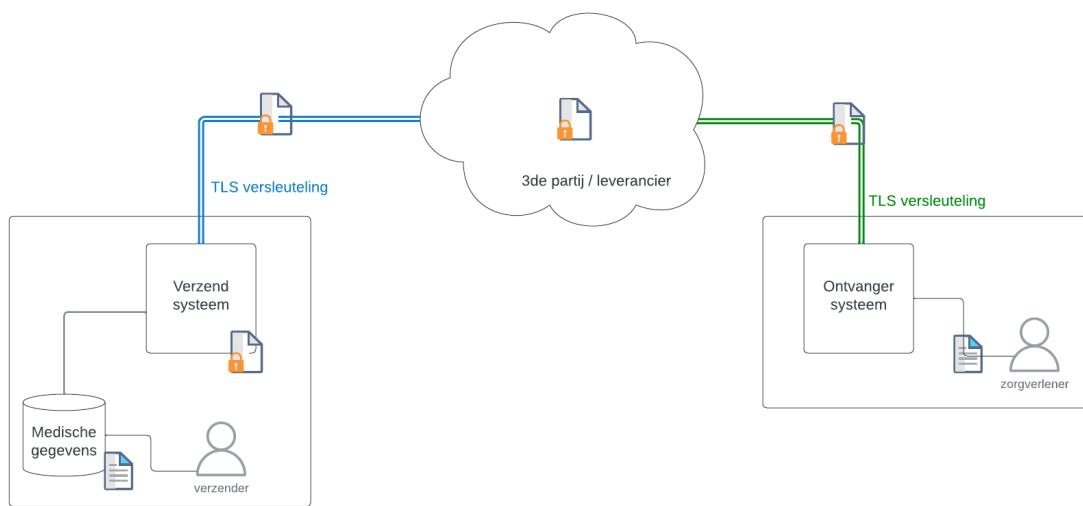 3de partij / leverancier
TLS versleuteling
TLS versleuteling
Verzend
systeem
Ontvanger
systeem
zorgverlener
Medische
gegevens
verzender